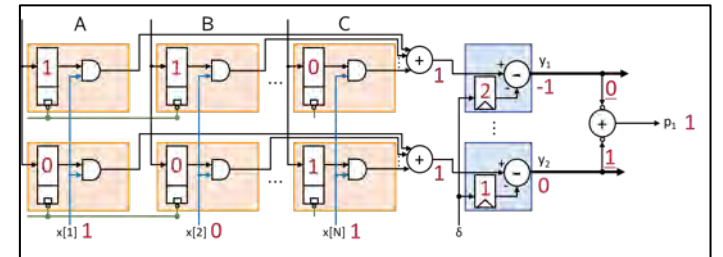 A B C
1 1 0 + + - 2 - y₁ -1 0
... 1
⋮ + p₁ 1
0 0 1 + + - 1 - y₂ 0 1
... 1
x[1] 1 x[2] 0 x[N] 1 δ